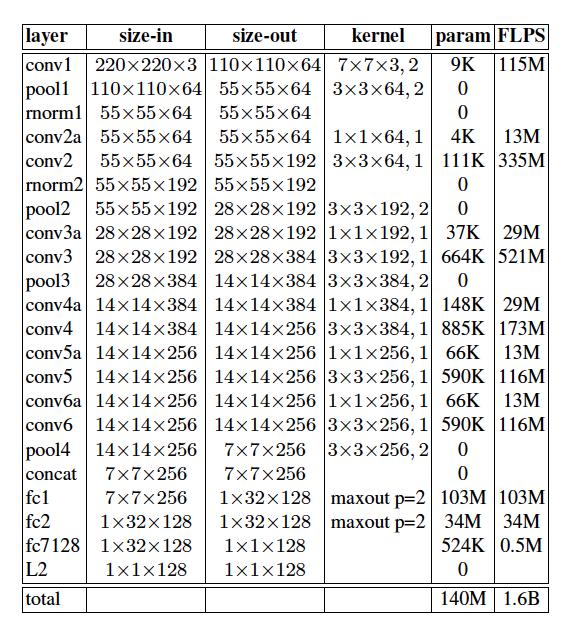 layer size-in size-out kernel param FLPS
conv1 220×220×3 110×110×64 7×7×3, 2 9K 115M
pool1 110×110×64 55×55×64 3×3×64, 2 0
rnorm1 55×55×64 55×55×64 0
conv2a 55×55×64 55×55×64 1×1×64, 1 4K 13M
conv2 55×55×64 55×55×192 3×3×64, 1 111K 335M
rnorm2 55×55×192 55×55×192 0
pool2 55×55×192 28×28×192 3×3×192, 2 0
conv3a 28×28×192 28×28×192 1×1×192, 1 37K 29M
conv3 28×28×192 28×28×384 3×3×192, 1 664K 521M
pool3 28×28×384 14×14×384 3×3×384, 2 0
conv4a 14×14×384 14×14×384 1×1×384, 1 148K 29M
conv4 14×14×384 14×14×256 3×3×384, 1 885K 173M
conv5a 14×14×256 14×14×256 1×1×256, 1 66K 13M
conv5 14×14×256 14×14×256 3×3×256, 1 590K 116M
conv6a 14×14×256 14×14×256 1×1×256, 1 66K 13M
conv6 14×14×256 14×14×256 3×3×256, 1 590K 116M
pool4 14×14×256 7×7×256 3×3×256, 2 0
concat 7×7×256 7×7×256 0
fc1 7×7×256 1×32×128 maxout p=2 103M 103M
fc2 1×32×128 1×32×128 maxout p=2 34M 34M
fc7128 1×32×128 1×1×128 524K 0.5M
L2 1×1×128 1×1×128 0
total 140M 1.6B